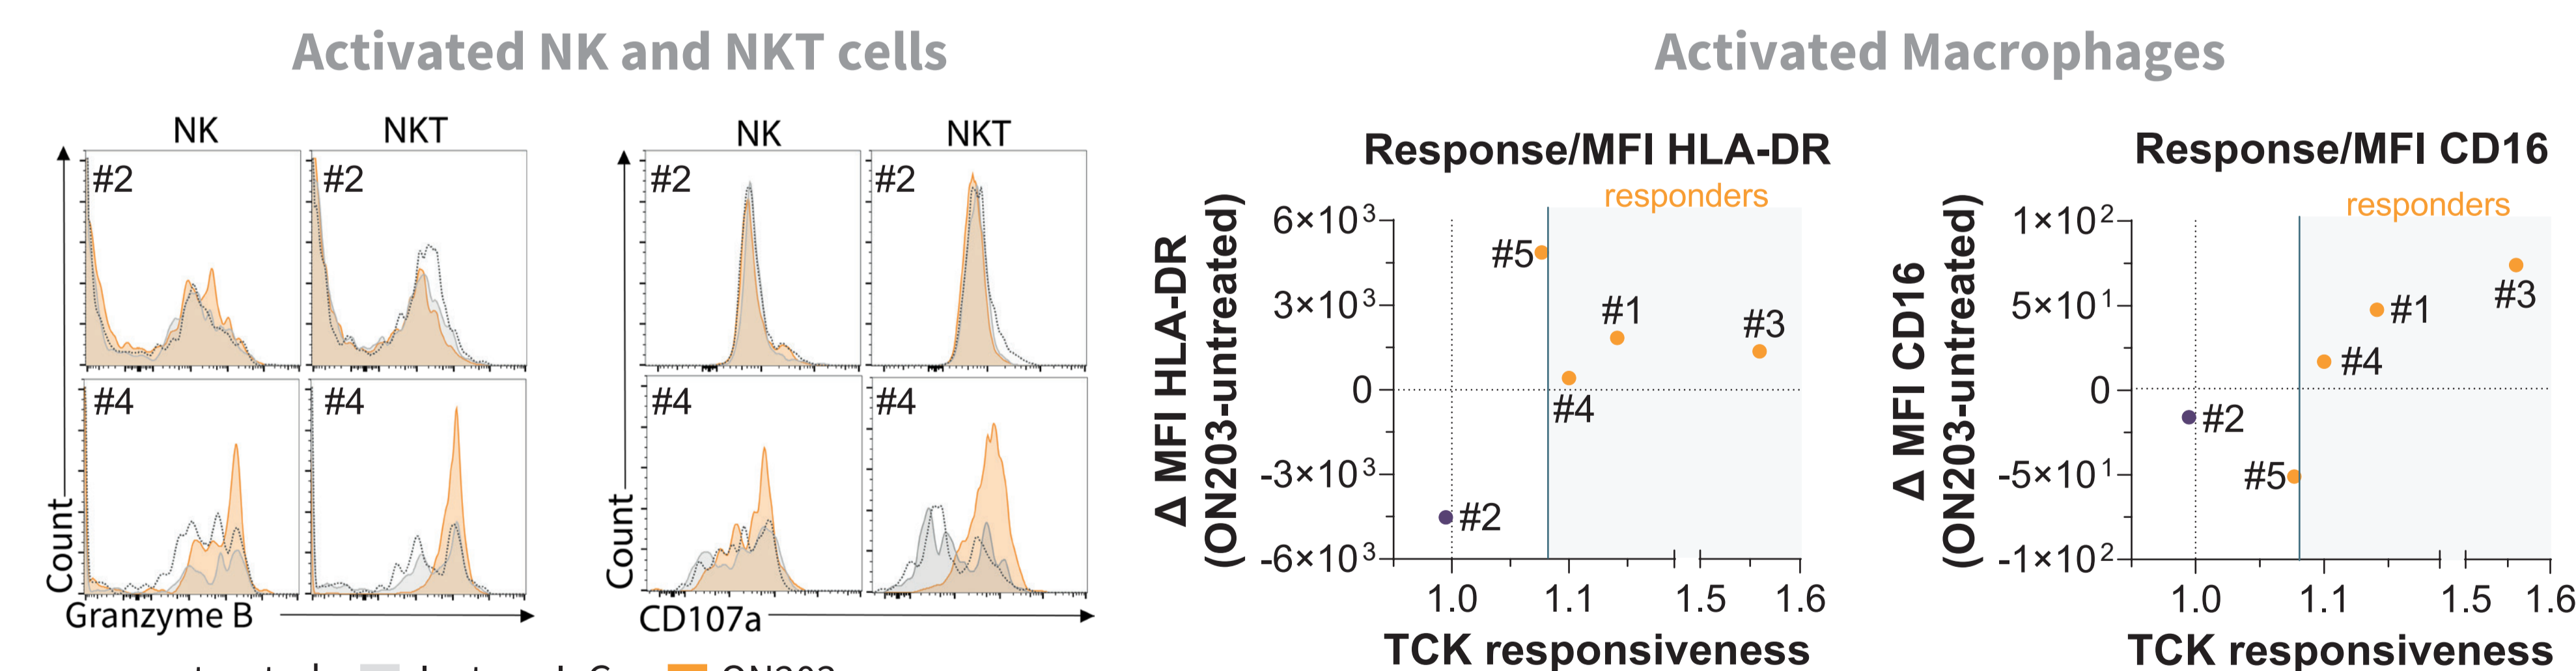 Activated NK and NKT cells
Activated Macrophages
NK
NKT
NK
NKT
#2
#2
#2
#2
#4
#4
#4
#4
Count
Granzyme B
Count
CD107a
ON203
Response/MFI HLA-DR
responders
Δ MFI HLA-DR
(ON203-untreated)
6×10³
3×10³
0
-3×10³
-6×10³
#5
#1
#3
#4
#2
1.0
1.1
1.5
1.6
TCK responsiveness
Response/MFI CD16
responders
Δ MFI CD16
(ON203-untreated)
1×10²
5×10¹
0
-5×10¹
-1×10²
#3
#1
#4
#2
#5
1.0
1.1
1.5
1.6
TCK responsiveness